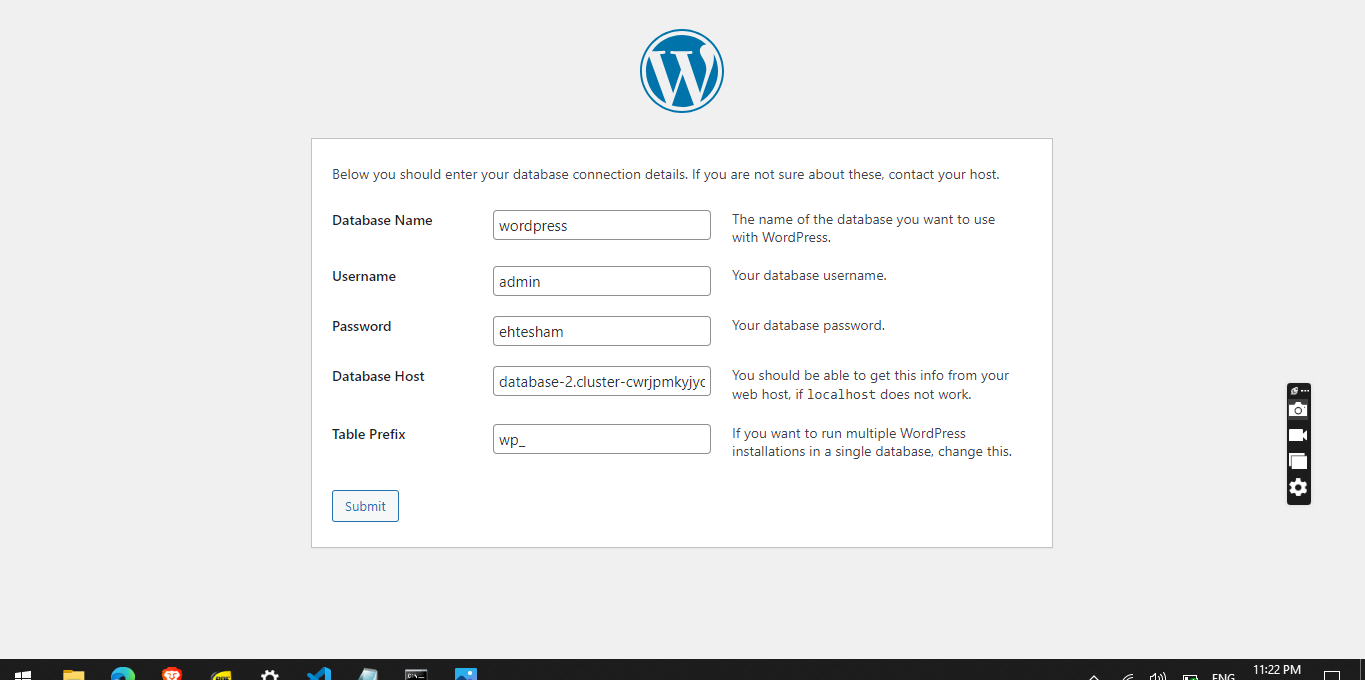 Below you should enter your database connection details. If you are not sure about these, contact your host.
Database Name
wordpress
The name of the database you want to use
with WordPress.
Username
admin
Your database username.
Password
ehtesham
Your database password.
Database Host
database-2.cluster-cwrjpmkyjyc
You should be able to get this info from your
web host, if localhost does not work.
Table Prefix
wp_
If you want to run multiple WordPress
installations in a single database, change this.
Submit
ENG
11:22 PM